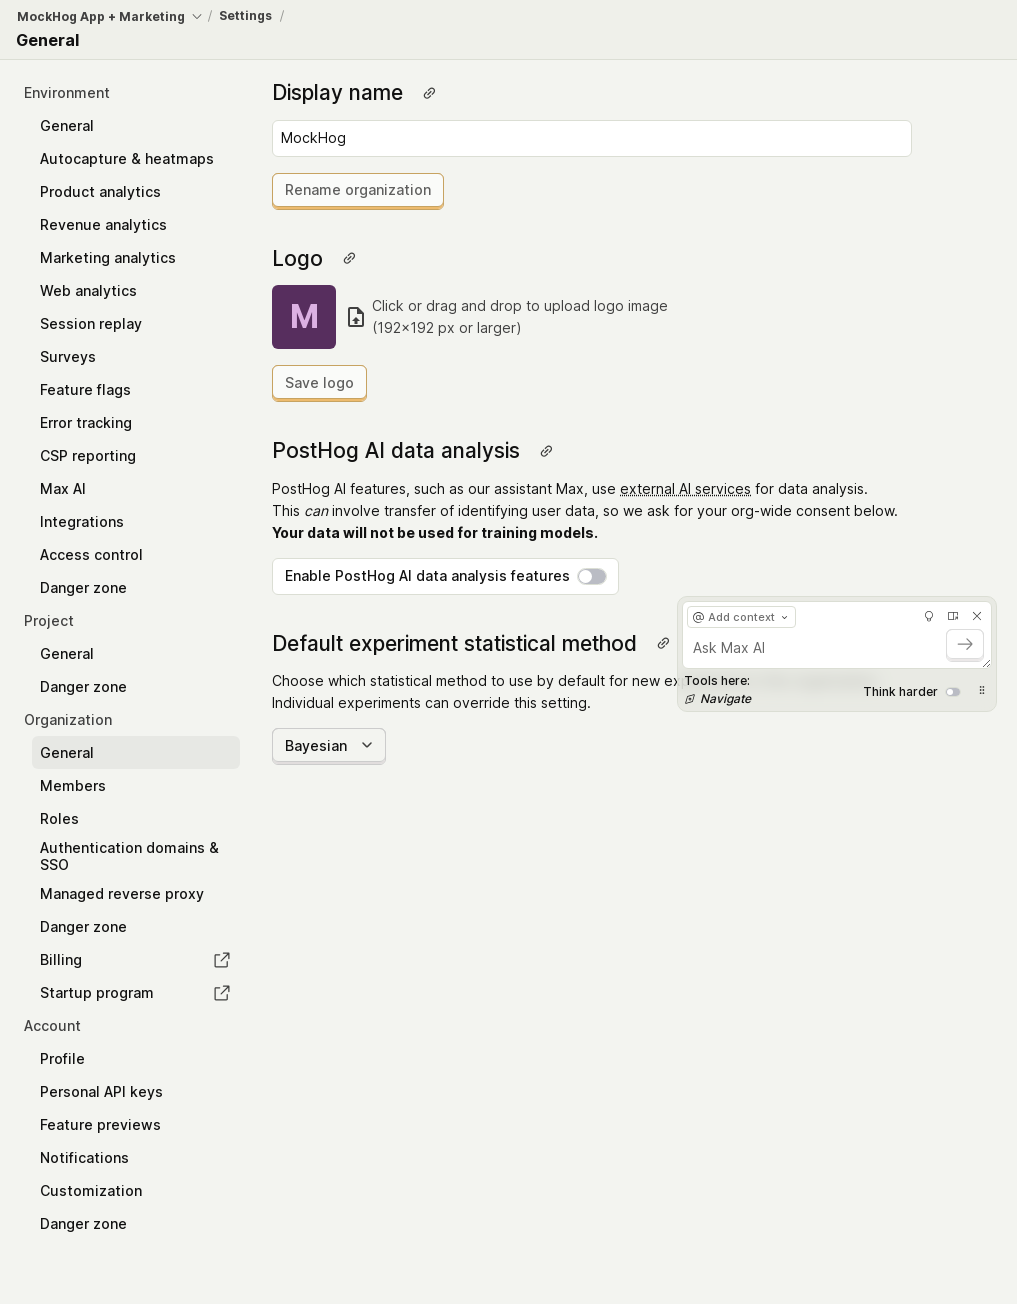 MockHog App + Marketing / Settings /
General
Environment
General
Autocapture & heatmaps
Product analytics
Revenue analytics
Marketing analytics
Web analytics
Session replay
Surveys
Feature flags
Error tracking
CSP reporting
Max AI
Integrations
Access control
Danger zone
Project
General
Danger zone
Organization
General
Members
Roles
Authentication domains &
SSO
Managed reverse proxy
Danger zone
Billing
Startup program
Account
Profile
Personal API keys
Feature previews
Notifications
Customization
Danger zone
Display name
MockHog
Rename organization
Logo
M
Click or drag and drop to upload logo image
(192×192 px or larger)
Save logo
PostHog AI data analysis
PostHog AI features, such as our assistant Max, use external AI services for data analysis.
This can involve transfer of identifying user data, so we ask for your org-wide consent below.
Your data will not be used for training models.
Enable PostHog AI data analysis features
Default experiment statistical method
Choose which statistical method to use by default for new
Individual experiments can override this setting.
Bayesian
@ Add context
Ask Max AI
Tools here:
Navigate
Think harder